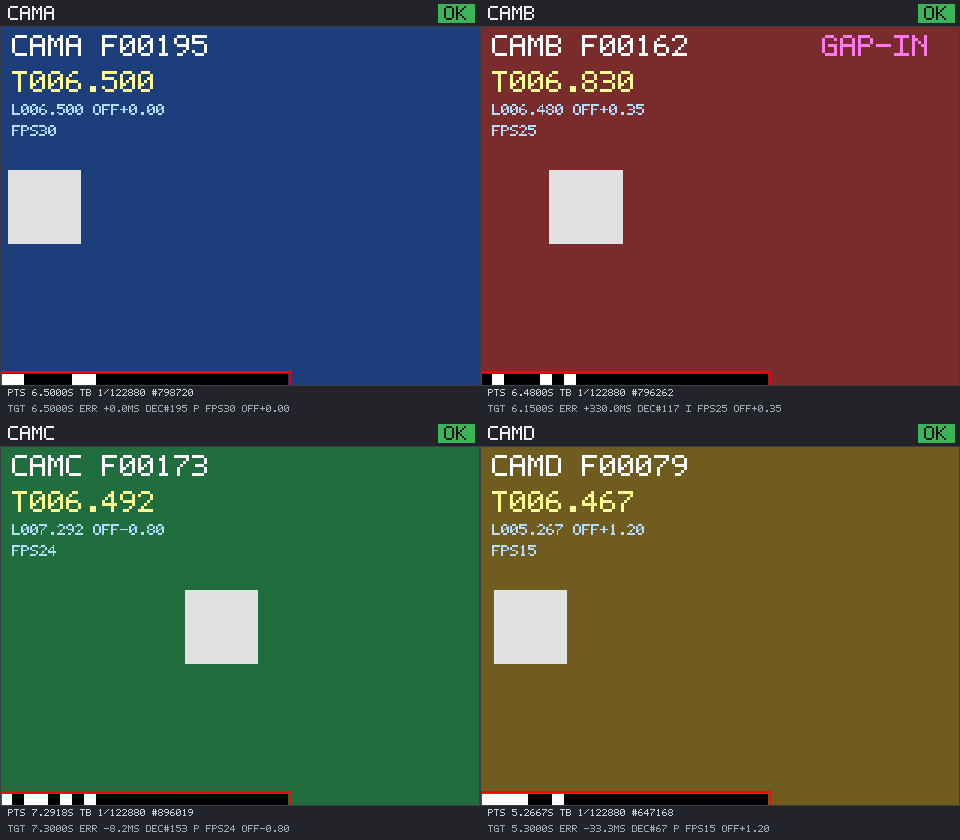 CAMA OK
CAMA F00195
T006.500
L006.500 OFF+0.00
FPS30
PTS 6.5000S TB 1/122880 #798720
TGT 6.5000S ERR +0.0MS DEC#195 P FPS30 OFF+0.00
CAMB OK
CAMB F00162 GAP-IN
T006.830
L006.480 OFF+0.35
FPS25
PTS 6.4800S TB 1/122880 #796262
TGT 6.1500S ERR +330.0MS DEC#117 I FPS25 OFF+0.35
CAMC OK
CAMC F00173
T006.492
L007.292 OFF-0.80
FPS24
PTS 7.2918S TB 1/122880 #896019
TGT 7.3000S ERR -8.2MS DEC#153 P FPS24 OFF-0.80
CAMD OK
CAMD F00079
T006.467
L005.267 OFF+1.20
FPS15
PTS 5.2667S TB 1/122880 #647168
TGT 5.3000S ERR -33.3MS DEC#67 P FPS15 OFF+1.20